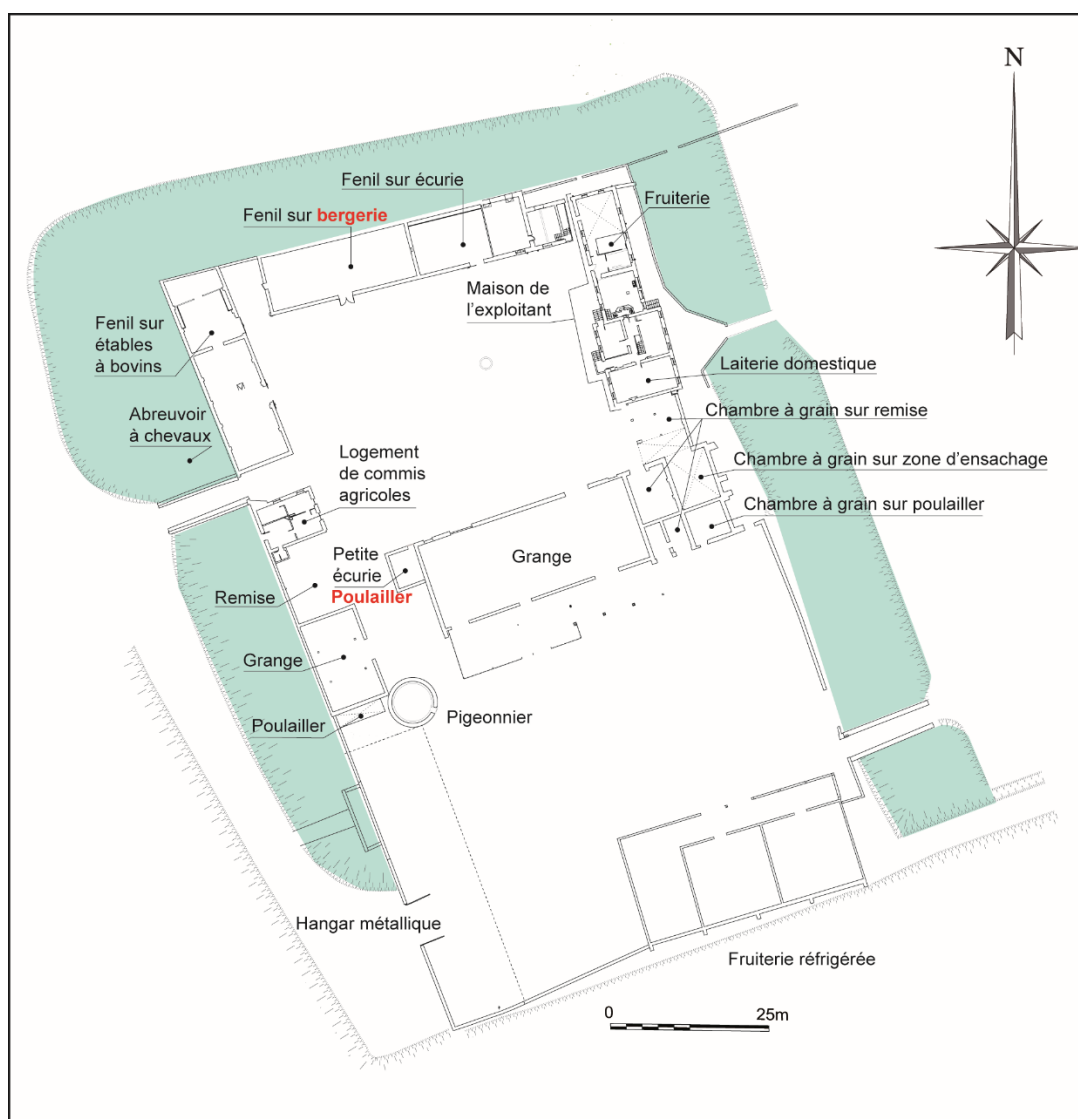 N
Fenil sur écurie
Fenil sur bergerie
Fruiterie
Maison de
l'exploitant
Fenil sur
étables
à bovins
Laiterie domestique
Abreuvoir
à chevaux
Chambre à grain sur remise
Logement
de commis
agricoles
Chambre à grain sur zone d'ensachage
Chambre à grain sur poulailler
Petite
écurie
Poulailler
Grange
Remise
Grange
Poulailler
Pigeonnier
Hangar métallique
Fruiterie réfrigérée
0 25m